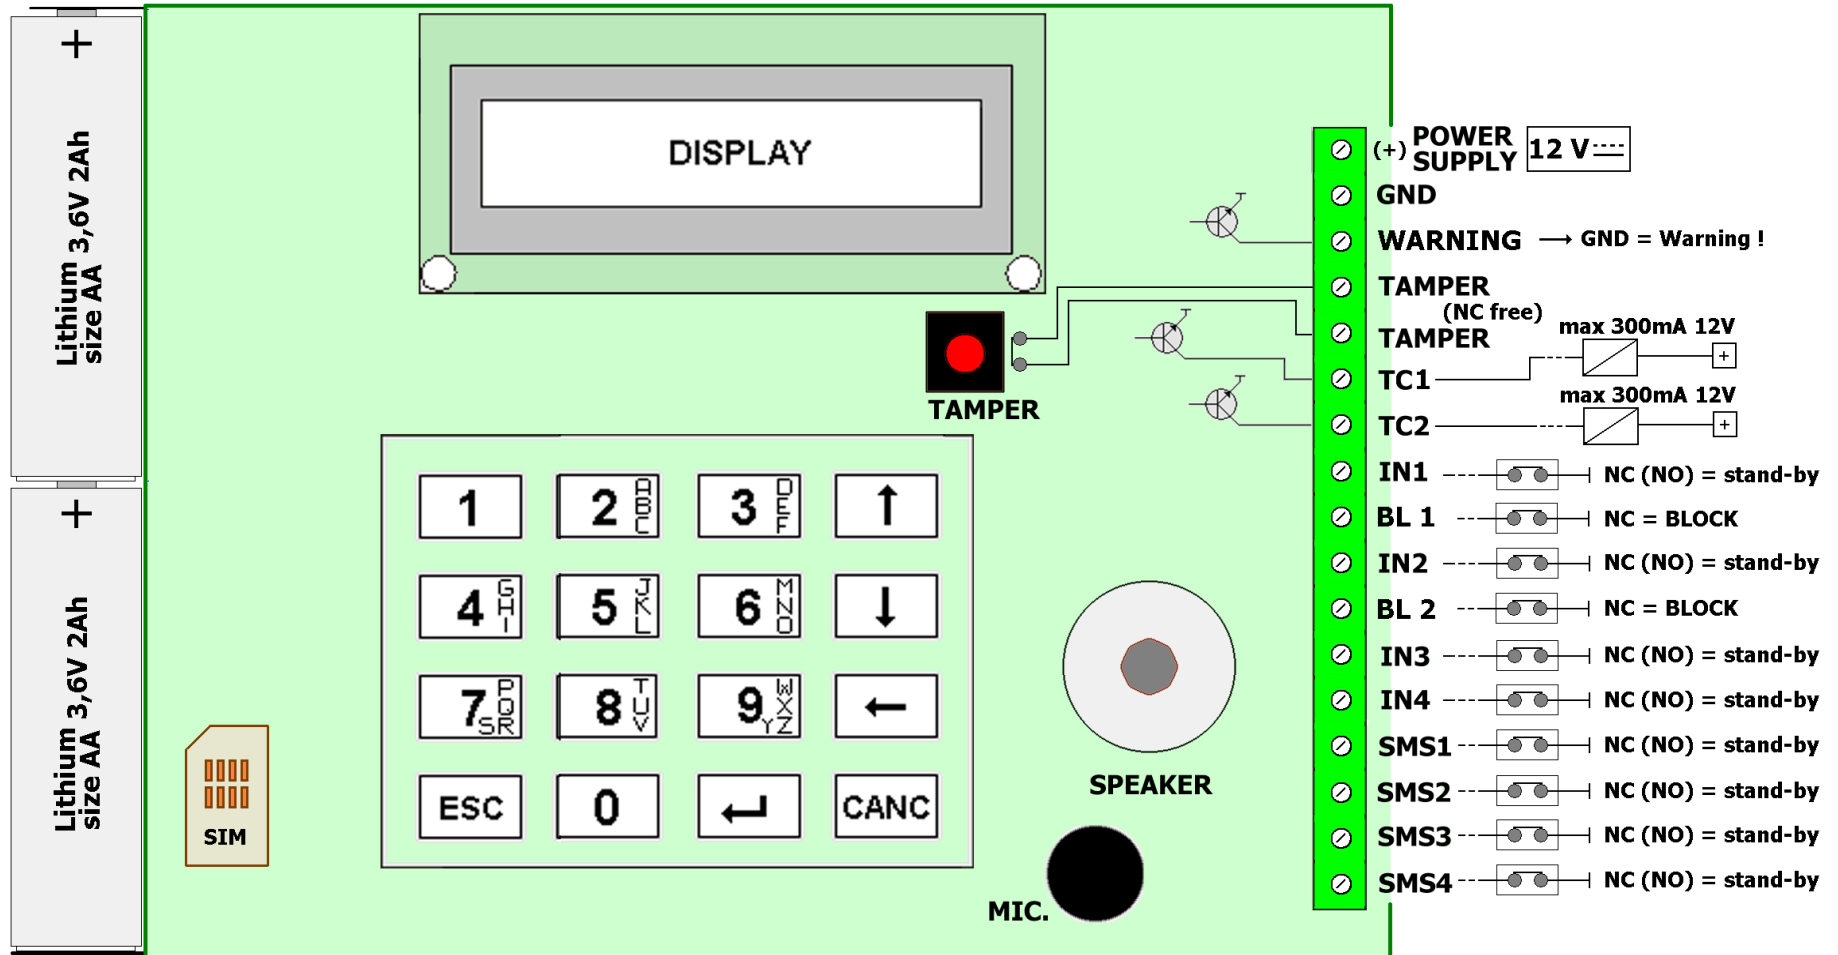 +
Lithium 3,6V 2Ah
size AA
+
Lithium 3,6V 2Ah
size AA
DISPLAY
TAMPER
1
2 ABC
3 DEF
↑
4 GHI
5 JKL
6 MNO
↓
7 PQRS
8 TUV
9 WXYZ
←
ESC
0
↵
CANC
SIM
SPEAKER
MIC.
(+) POWER
SUPPLY
12 V
GND
WARNING → GND = Warning !
TAMPER
(NC free)
TAMPER
max 300mA 12V
TC1 +
max 300mA 12V
TC2 +
IN1 NC (NO) = stand-by
BL 1 NC = BLOCK
IN2 NC (NO) = stand-by
BL 2 NC = BLOCK
IN3 NC (NO) = stand-by
IN4 NC (NO) = stand-by
SMS1 NC (NO) = stand-by
SMS2 NC (NO) = stand-by
SMS3 NC (NO) = stand-by
SMS4 NC (NO) = stand-by